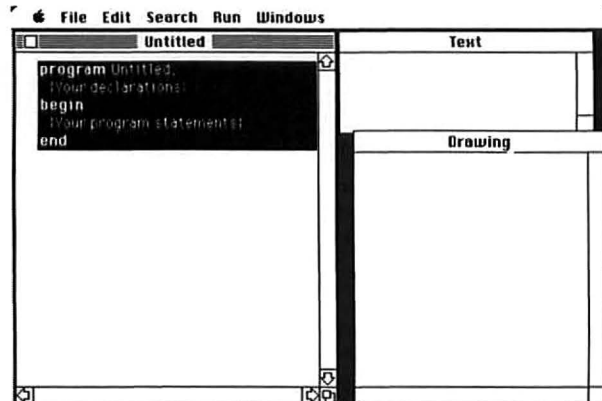 File Edit Search Run Windows
Untitled
Text
program Untitled;
{Your declarations}
begin
{Your program statements}
end
Drawing